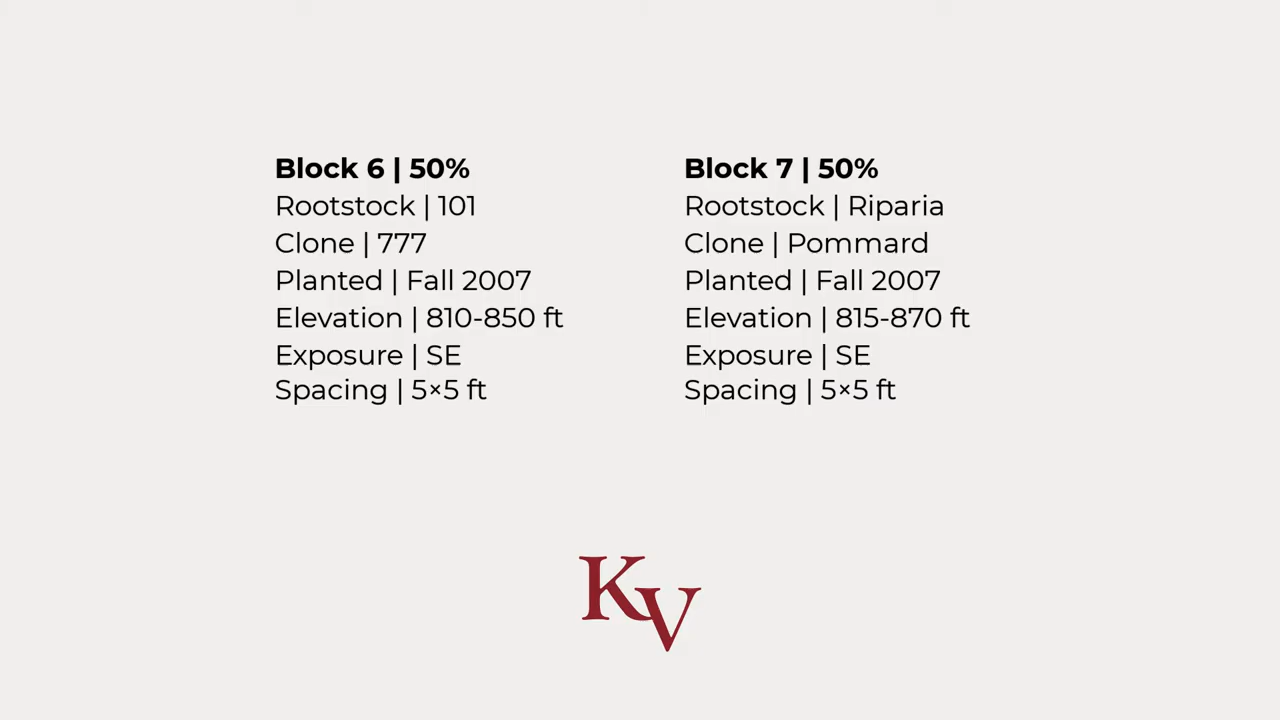 Block 6 | 50%
Rootstock | 101
Clone | 777
Planted | Fall 2007
Elevation | 810-850 ft
Exposure | SE
Spacing | 5×5 ft
Block 7 | 50%
Rootstock | Riparia
Clone | Pommard
Planted | Fall 2007
Elevation | 815-870 ft
Exposure | SE
Spacing | 5×5 ft
KV